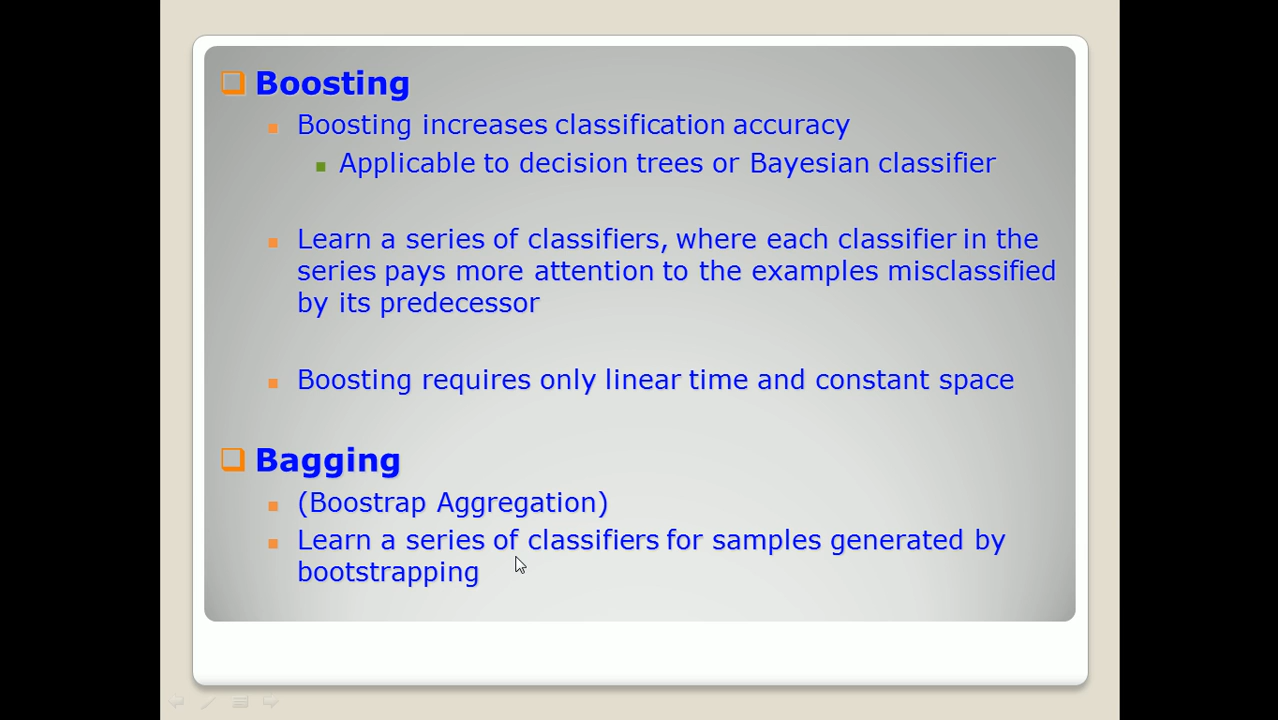 Boosting
Boosting increases classification accuracy
Applicable to decision trees or Bayesian classifier
Learn a series of classifiers, where each classifier in the
series pays more attention to the examples misclassified
by its predecessor
Boosting requires only linear time and constant space
Bagging
(Boostrap Aggregation)
Learn a series of classifiers for samples generated by
bootstrapping